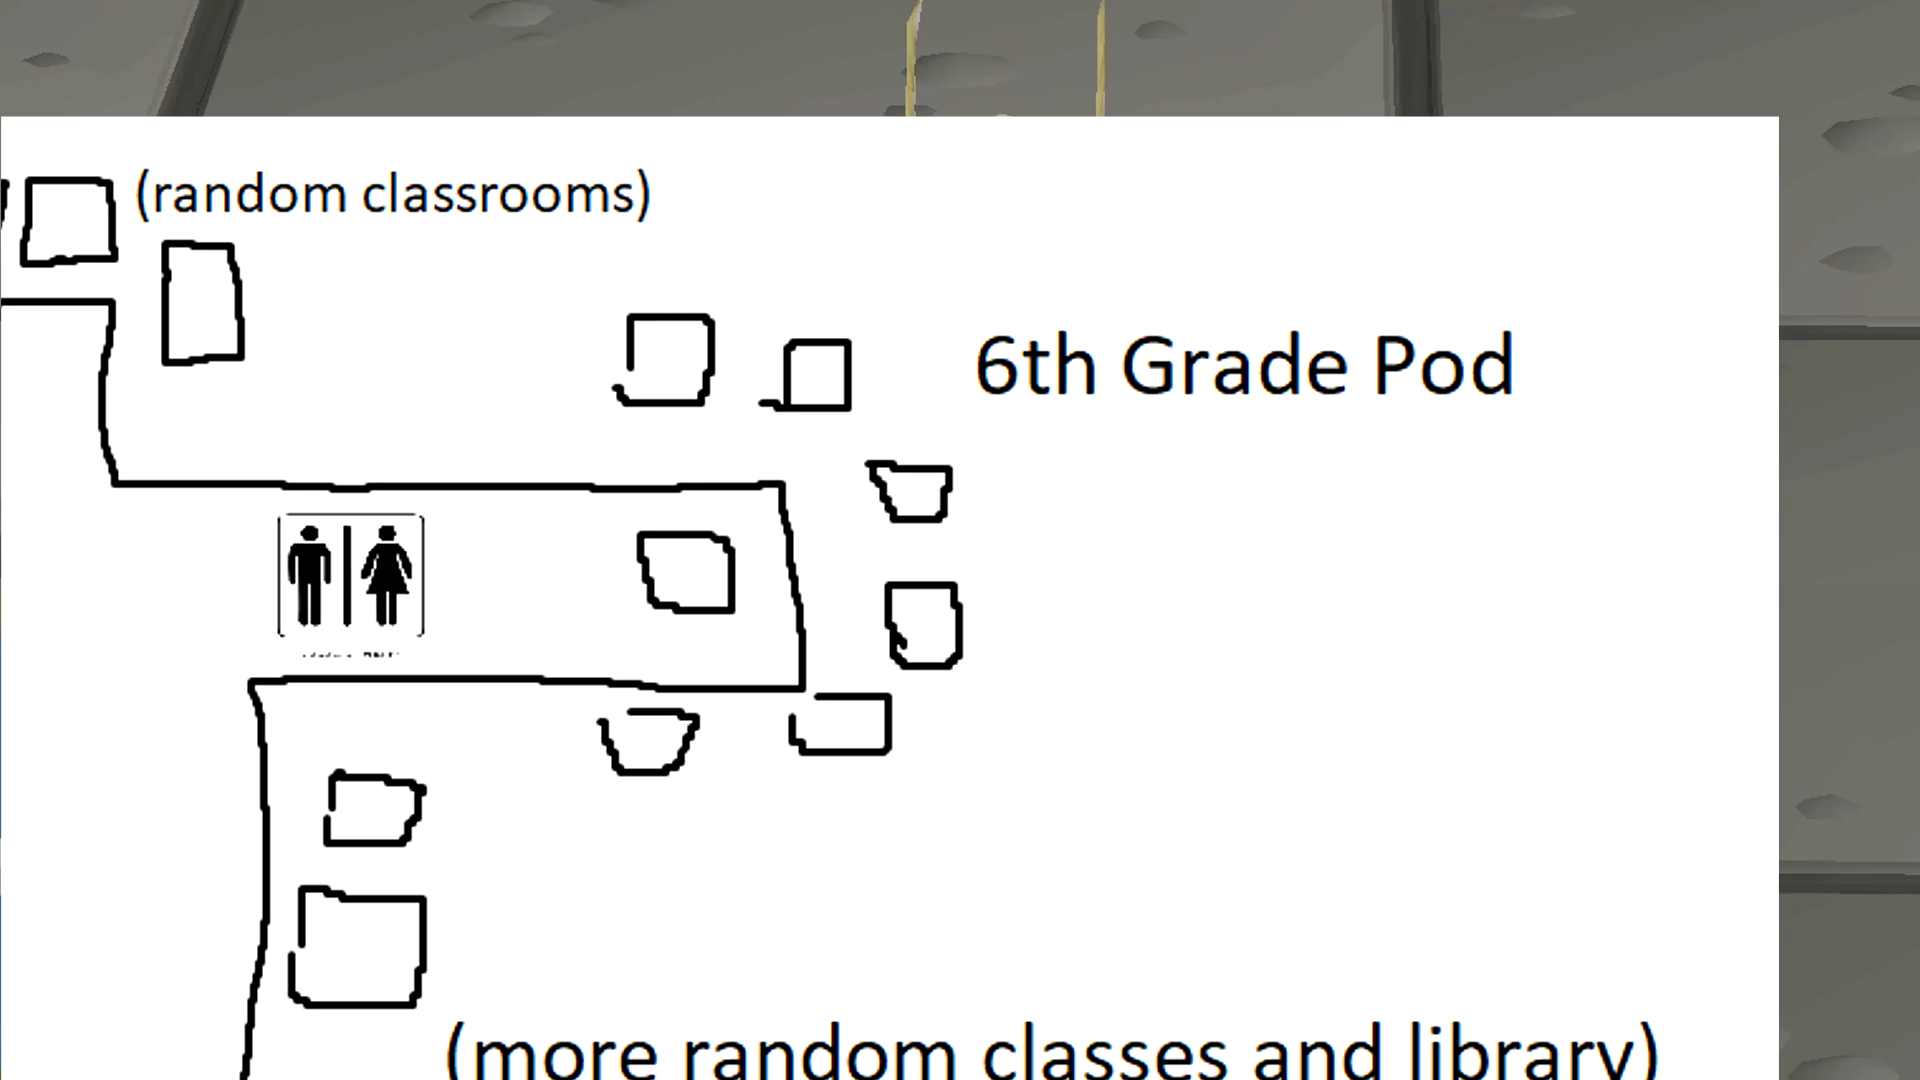 (random classrooms)
6th Grade Pod
(more random classes and library)